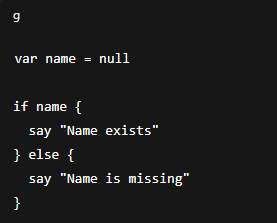 g
var name = null
if name {
  say "Name exists"
} else {
  say "Name is missing"
}